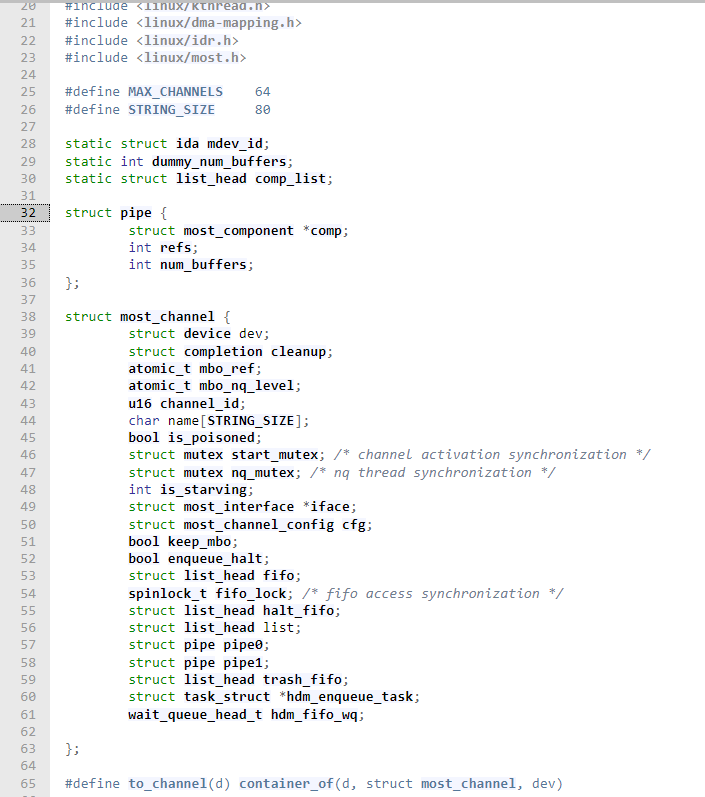 20 #include <linux/kthread.h>
21 #include <linux/dma-mapping.h>
22 #include <linux/idr.h>
23 #include <linux/most.h>
24
25 #define MAX_CHANNELS    64
26 #define STRING_SIZE     80
27
28 static struct ida mdev_id;
29 static int dummy_num_buffers;
30 static struct list_head comp_list;
31
32 struct pipe {
33         struct most_component *comp;
34         int refs;
35         int num_buffers;
36 };
37
38 struct most_channel {
39         struct device dev;
40         struct completion cleanup;
41         atomic_t mbo_ref;
42         atomic_t mbo_nq_level;
43         u16 channel_id;
44         char name[STRING_SIZE];
45         bool is_poisoned;
46         struct mutex start_mutex; /* channel activation synchronization */
47         struct mutex nq_mutex; /* nq thread synchronization */
48         int is_starving;
49         struct most_interface *iface;
50         struct most_channel_config cfg;
51         bool keep_mbo;
52         bool enqueue_halt;
53         struct list_head fifo;
54         spinlock_t fifo_lock; /* fifo access synchronization */
55         struct list_head halt_fifo;
56         struct list_head list;
57         struct pipe pipe0;
58         struct pipe pipe1;
59         struct list_head trash_fifo;
60         struct task_struct *hdm_enqueue_task;
61         wait_queue_head_t hdm_fifo_wq;
62
63 };
64
65 #define to_channel(d) container_of(d, struct most_channel, dev)